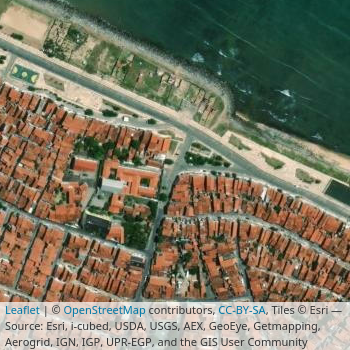 Leaflet | © OpenStreetMap contributors, CC-BY-SA, Tiles © Esri —
Source: Esri, i-cubed, USDA, USGS, AEX, GeoEye, Getmapping,
Aerogrid, IGN, IGP, UPR-EGP, and the GIS User Community